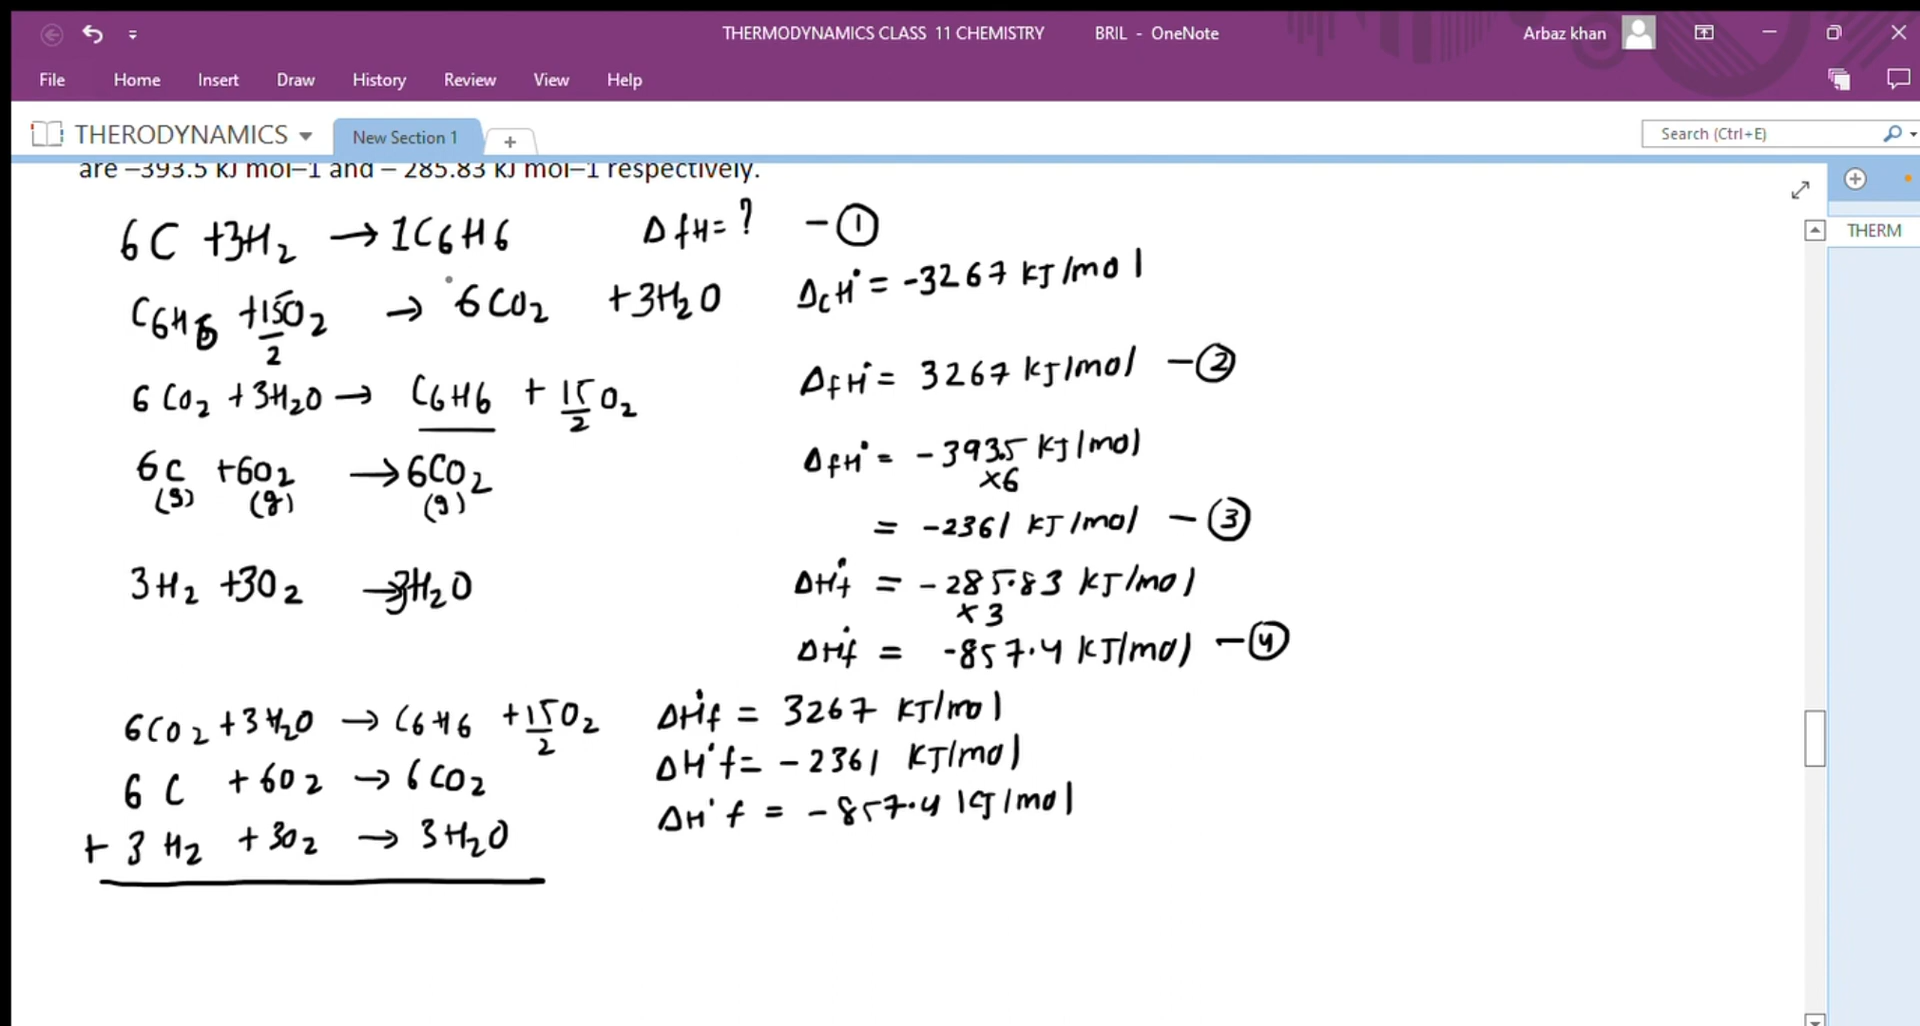 THERMODYNAMICS CLASS 11 CHEMISTRY BRIL - OneNote
Arbaz khan
File Home Insert Draw History Review View Help
THERODYNAMICS New Section 1 +
Search (Ctrl+E)
THERM
are –393.5 kJ mol–1 and – 285.83 kJ mol–1 respectively.
6C +3H₂ → 1C6H6 ΔfH=? -①
C6H6 +15/2 O₂ → 6CO₂ +3H₂O ΔcH° = -3267 KJ/mol
6CO₂ +3H₂O → C6H6 + 15/2 O₂ ΔfH° = 3267 KJ/mol -②
6C(s) +6O₂(g) → 6CO₂(g) ΔfH° = -393.5 KJ/mol
×6
= -2361 KJ/mol -③
3H₂ +3O₂ → 3H₂O ΔH°f = -285.83 KJ/mol
×3
ΔH°f = -857.4 KJ/mol -④
6CO₂ +3H₂O → C6H6 +15/2 O₂ ΔH°f = 3267 KJ/mol
6C +6O₂ → 6CO₂ ΔH°f = -2361 KJ/mol
+ 3H₂ +3O₂ → 3H₂O ΔH°f = -857.4 KJ/mol